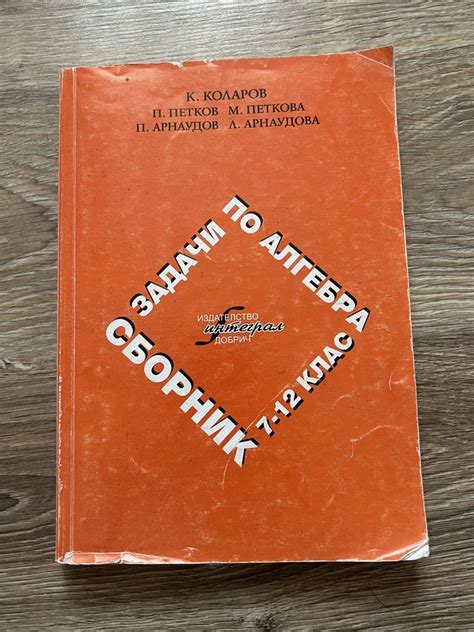 К. КОЛАРОВ
П. ПЕТКОВ М. ПЕТКОВА
П. АРНАУДОВ Л. АРНАУДОВА
СБОРНИК
ЗАДАЧИ
ПО АЛГЕБРА
7-12 КЛАС
ИЗДАТЕЛСТВО
интеграл
ДОБРИЧ